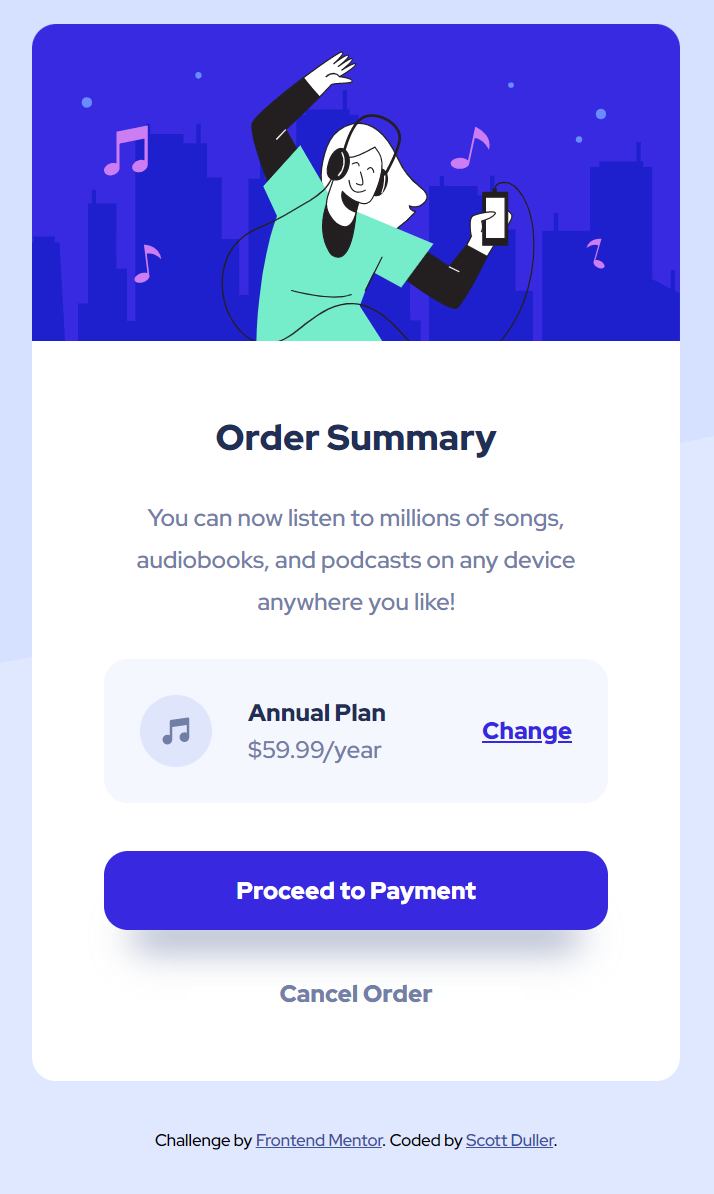 Order Summary
You can now listen to millions of songs,
audiobooks, and podcasts on any device
anywhere you like!
Annual Plan
$59.99/year
Change
Proceed to Payment
Cancel Order
Challenge by Frontend Mentor. Coded by Scott Duller.